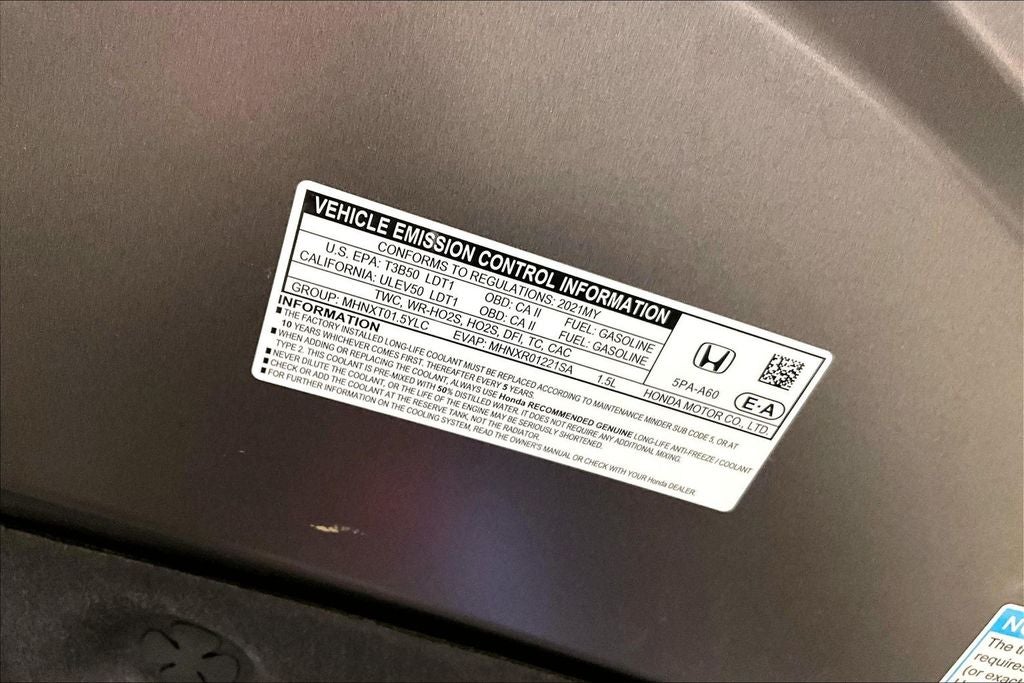 VEHICLE EMISSION CONTROL INFORMATION
CONFORMS TO REGULATIONS: 2021MY
U.S. EPA: T3B50 LDT1 OBD: CA II FUEL: GASOLINE
CALIFORNIA: ULEV50 LDT1 OBD: CA II FUEL: GASOLINE
TWC, WR-HO2S, HO2S, DFI, TC, CAC
GROUP: MHNXT01.5YLC EVAP: MHNXR01221SA 1.5L HONDA MOTOR CO., LTD.
5PA-A60
E·A
INFORMATION
■ THE FACTORY INSTALLED LONG-LIFE COOLANT MUST BE REPLACED ACCORDING TO MAINTENANCE MINDER SUB CODE 5, OR AT
10 YEARS WHICHEVER COMES FIRST. THEREAFTER EVERY 5 YEARS.
■ WHEN ADDING OR REPLACING THE COOLANT, ALWAYS USE Honda RECOMMENDED GENUINE LONG-LIFE ANTI-FREEZE / COOLANT
TYPE 2. THIS COOLANT IS PRE-MIXED WITH 50% DISTILLED WATER. IT DOES NOT REQUIRE ANY ADDITIONAL MIXING.
■ NEVER DILUTE THE COOLANT, OR THE LIFE OF THE ENGINE MAY BE SERIOUSLY SHORTENED.
■ CHECK OR ADD THE COOLANT AT THE RESERVE TANK, NOT THE RADIATOR.
■ FOR FURTHER INFORMATION ON THE COOLING SYSTEM, READ THE OWNER'S MANUAL OR CHECK WITH YOUR Honda DEALER.
The
requires
(or